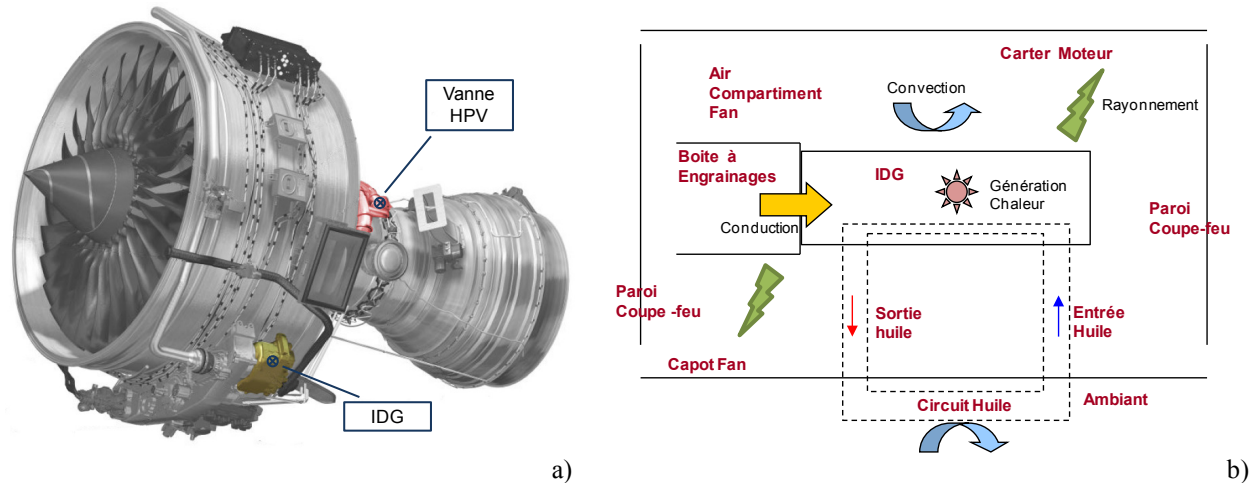 Vanne
HPV
IDG
a)
Carter Moteur
Air
Compartiment
Fan
Convection
Rayonnement
Boite à
Engrainages
IDG
Génération
Chaleur
Conduction
Paroi
Coupe-feu
Paroi
Coupe -feu
Sortie
huile
Entrée
Huile
Capot Fan
Circuit Huile
Ambiant
b)